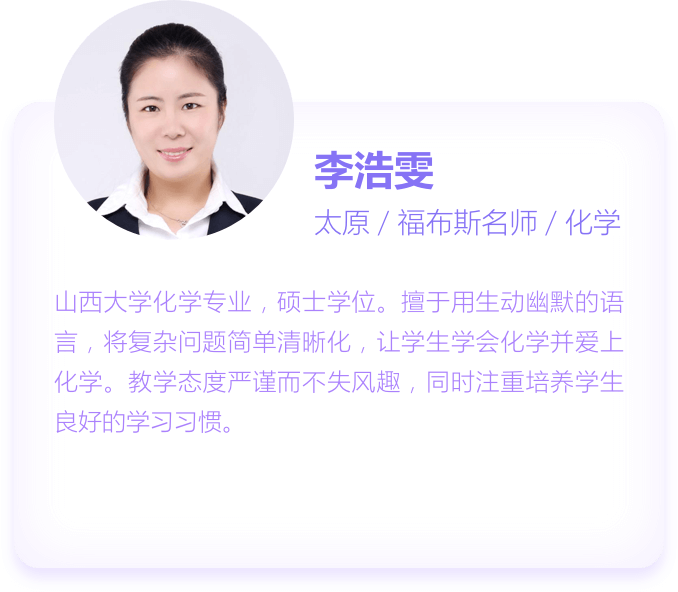 李浩雯
太原 / 福布斯名师 / 化学
山西大学化学专业，硕士学位。擅于用生动幽默的语
言，将复杂问题简单清晰化，让学生学会化学并爱上
化学。教学态度严谨而不失风趣，同时注重培养学生
良好的学习习惯。